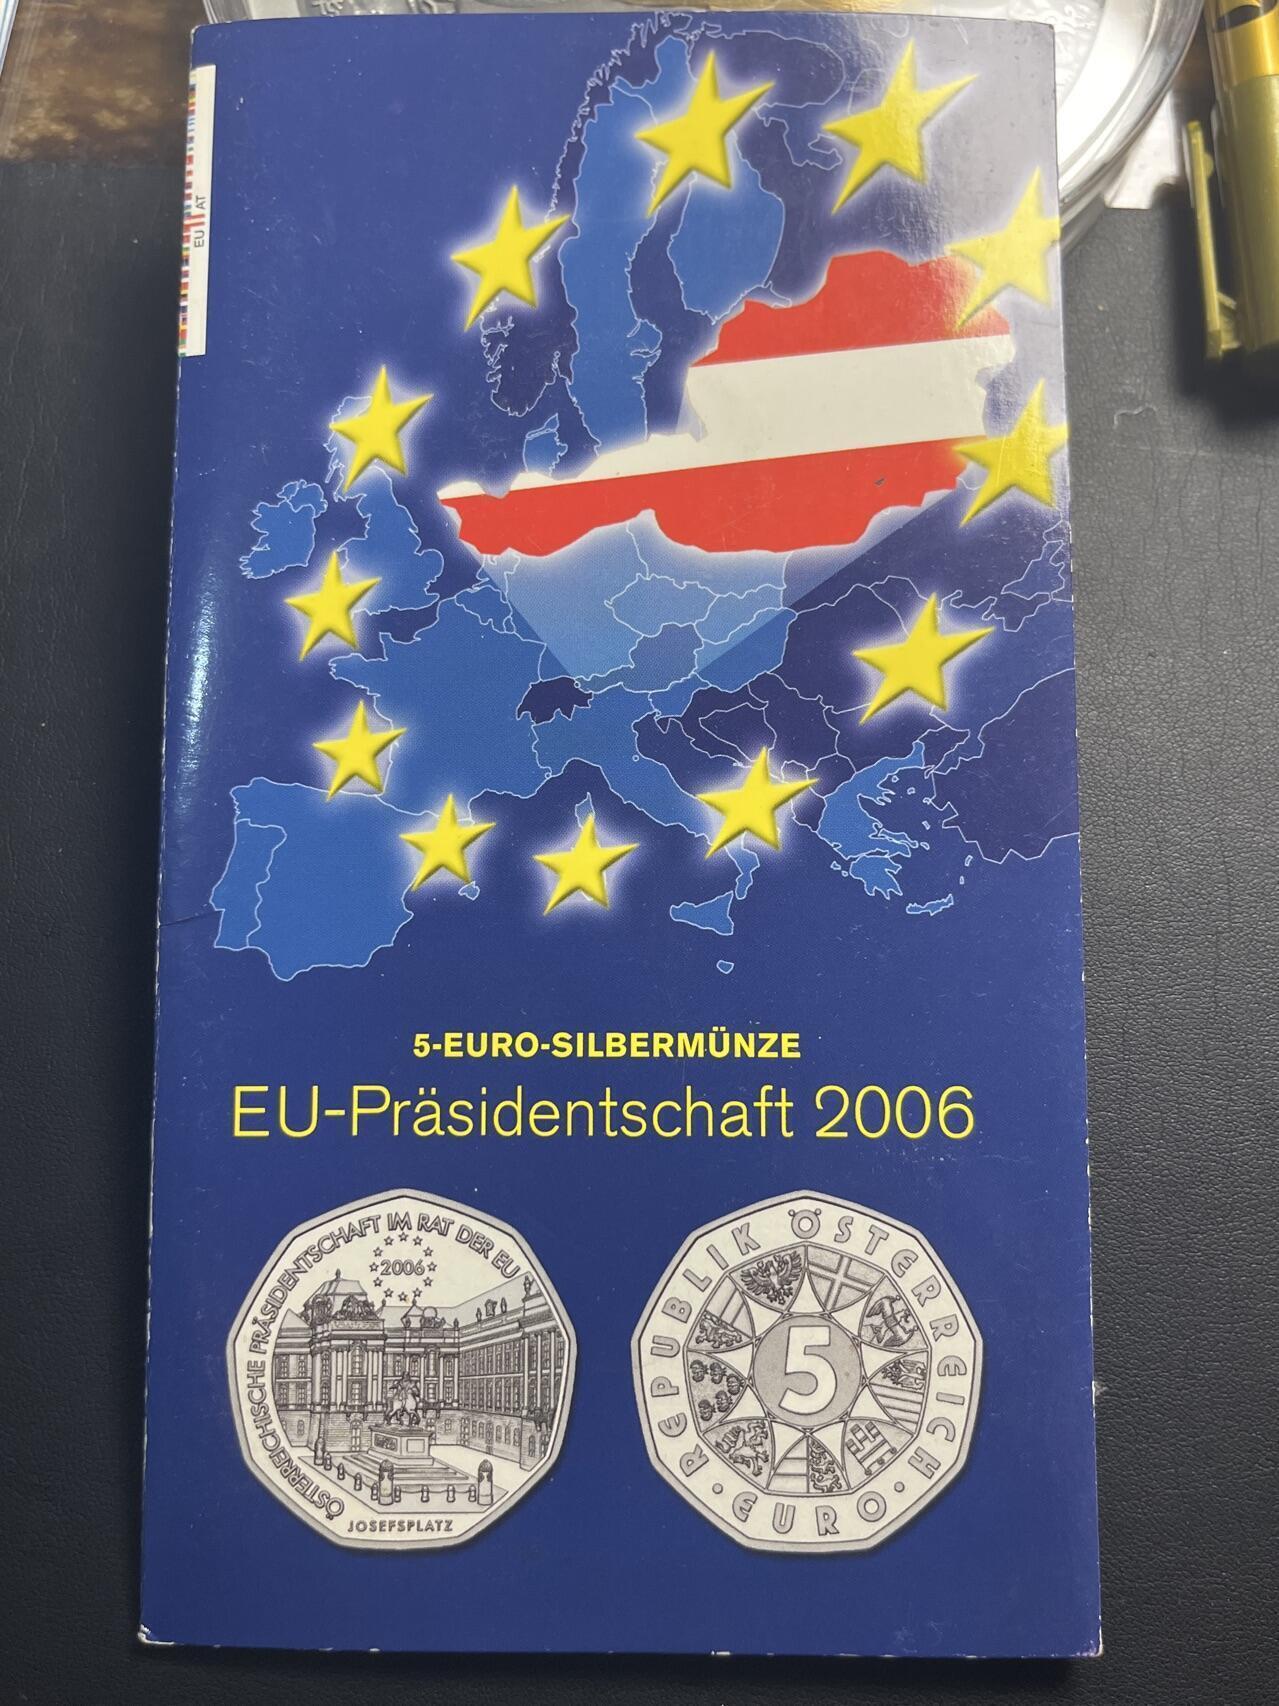 EU AT
5-EURO-SILBERMÜNZE
EU-Präsidentschaft 2006
ÖSTERREICHISCHE PRÄSIDENTSCHAFT IM RAT DER EU
2006
JOSEFSPLATZ
REPUBLIK ÖSTERREICH
5
· EURO ·